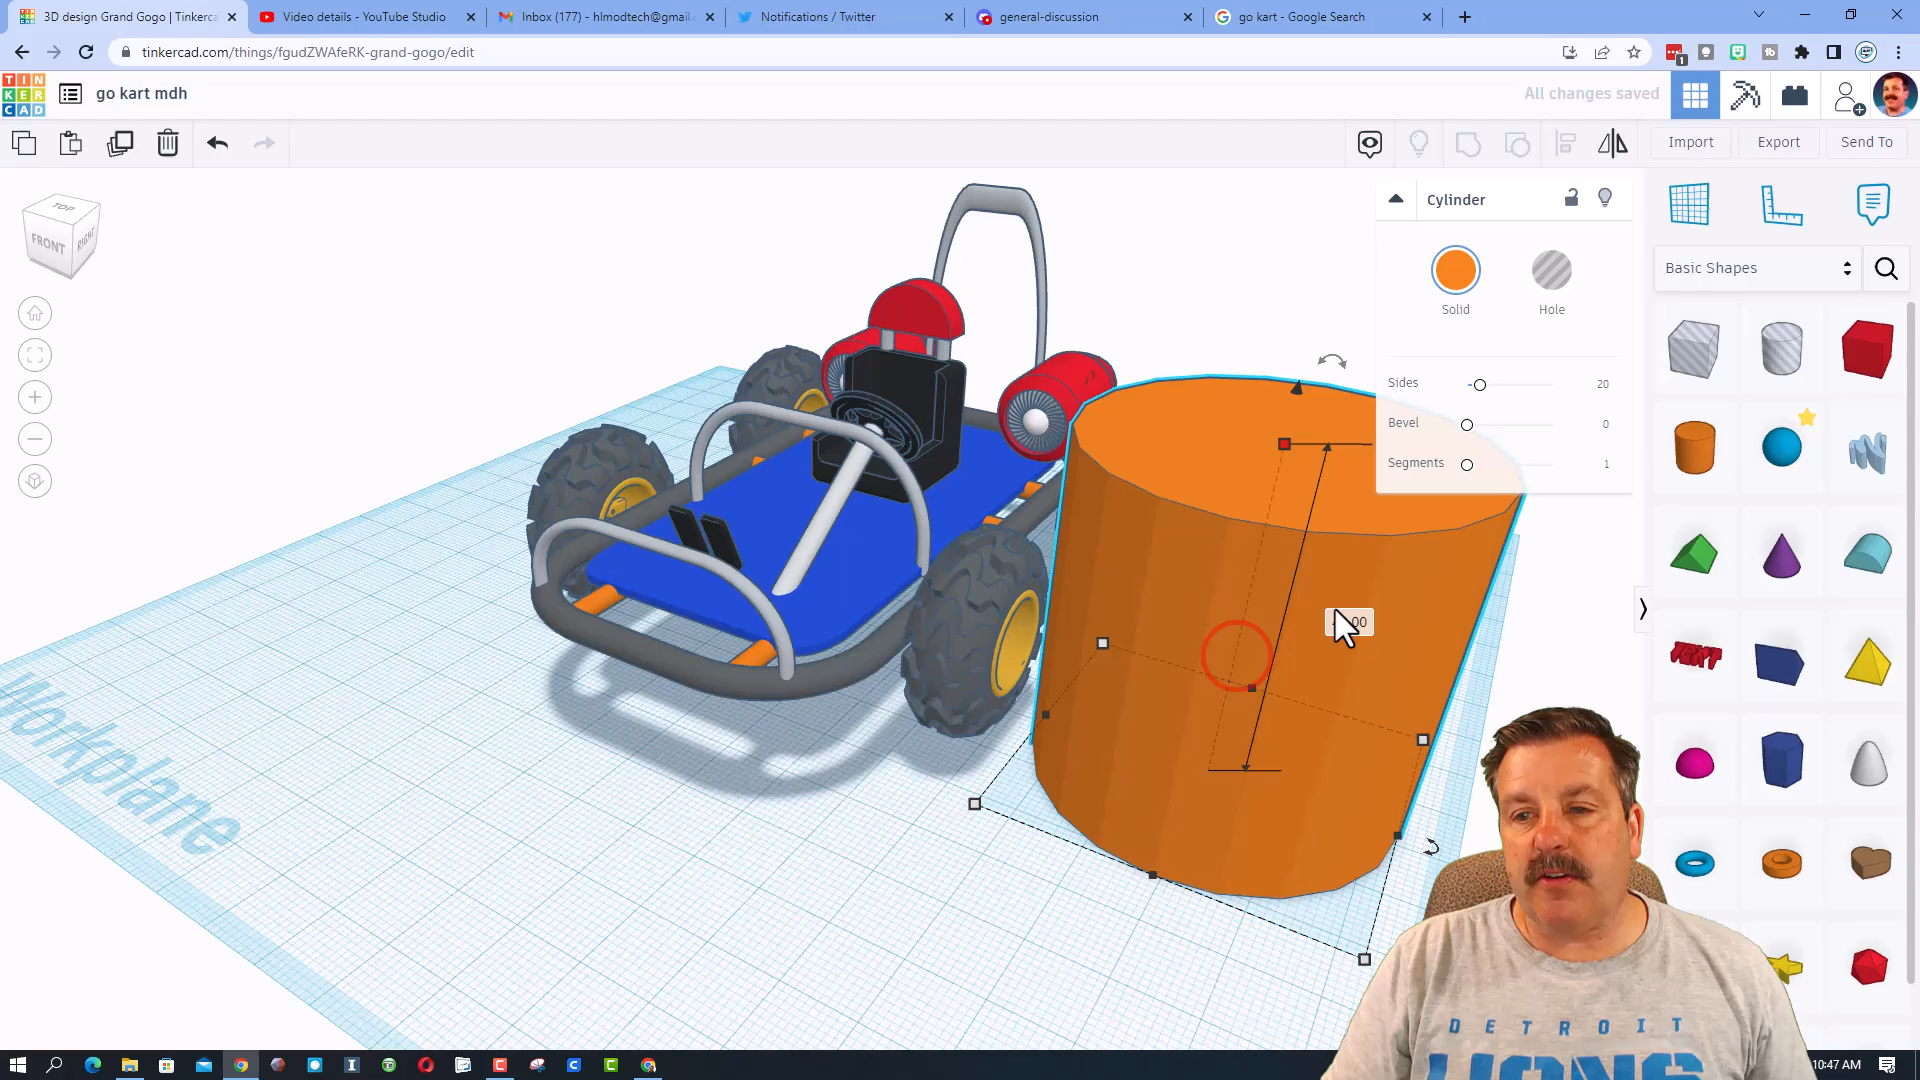 3D design Grand Gogo | Tinkerca
Video details - YouTube Studio
Inbox (177) - hlmodtech@gmail.
Notifications / Twitter
general-discussion
go kart - Google Search
tinkercad.com/things/fgudZWAfeRK-grand-gogo/edit
1
TIN
KER
CAD
go kart mdh
All changes saved
Import
Export
Send To
TOP
FRONT
RIGHT
Cylinder
Solid
Hole
Sides
20
Bevel
0
Segments
1
Basic Shapes
TEXT
Workplane
DETROIT
LIONS
10:47 AM